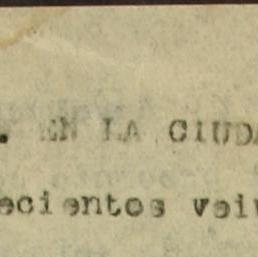 . EN LA CIUDA
ecientos vei